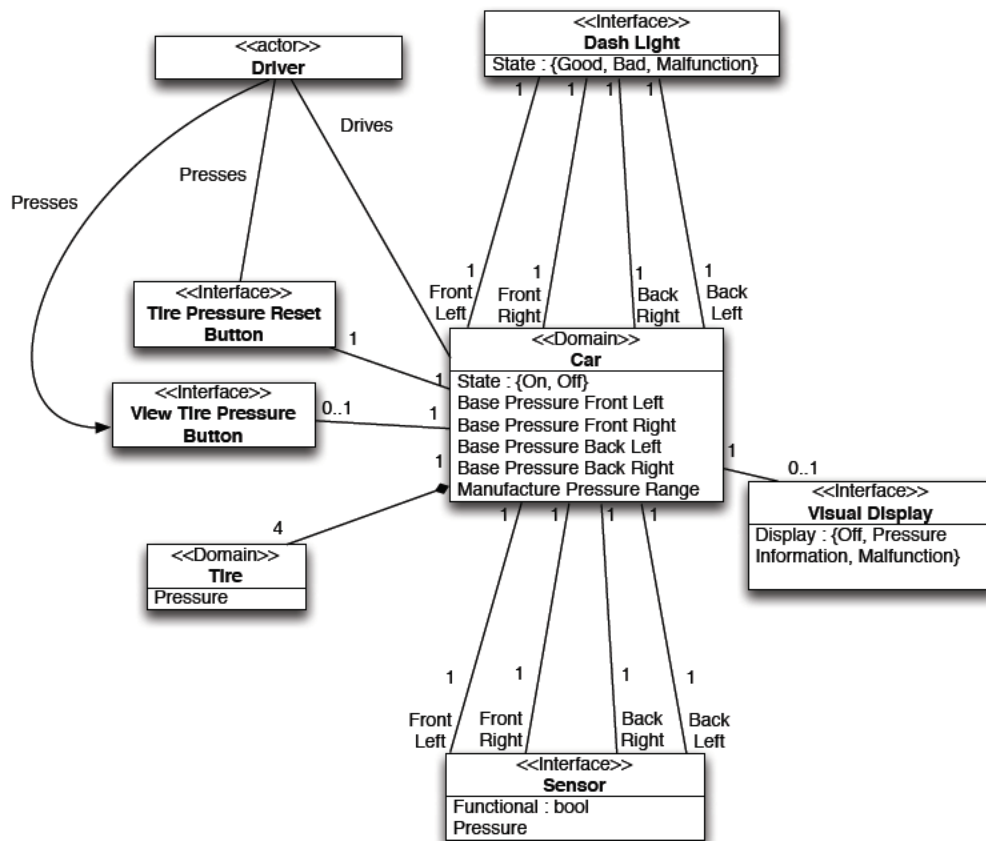 <<actor>>
Driver
<<Interface>>
Dash Light
State : {Good, Bad, Malfunction}
1
1
1
1
Drives
Presses
Presses
1
Front
Left
1
Front
Right
1
Back
Right
1
Back
Left
<<Interface>>
Tire Pressure Reset
Button
1
1
<<Interface>>
View Tire Pressure
Button
0..1
1
<<Domain>>
Car
State : {On, Off}
Base Pressure Front Left
Base Pressure Front Right
Base Pressure Back Left
Base Pressure Back Right
Manufacture Pressure Range
1
4
<<Domain>>
Tire
Pressure
1
0..1
<<Interface>>
Visual Display
Display : {Off, Pressure
Information, Malfunction}
1
1
1
1
1
Front
Left
1
Front
Right
1
Back
Right
1
Back
Left
<<Interface>>
Sensor
Functional : bool
Pressure